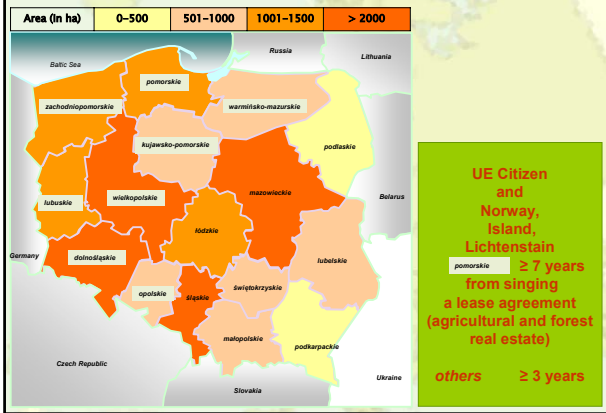 Area (in ha) 0-500 501-1000 1001-1500 > 2000
Russia
Baltic Sea
Lithuania
pomorskie
zachodniopomorskie
warmińsko-mazurskie
kujawsko-pomorskie
podlaskie
Belarus
lubuskie
wielkopolskie
mazowieckie
łódzkie
Germany
dolnośląskie
lubelskie
opolskie
śląskie
świętokrzyskie
małopolskie
podkarpackie
Czech Republic
Ukraine
Slovakia
UE Citizen
and
Norway,
Island,
Lichtenstain
pomorskie ≥ 7 years
from singing
a lease agreement
(agricultural and forest
real estate)
others ≥ 3 years